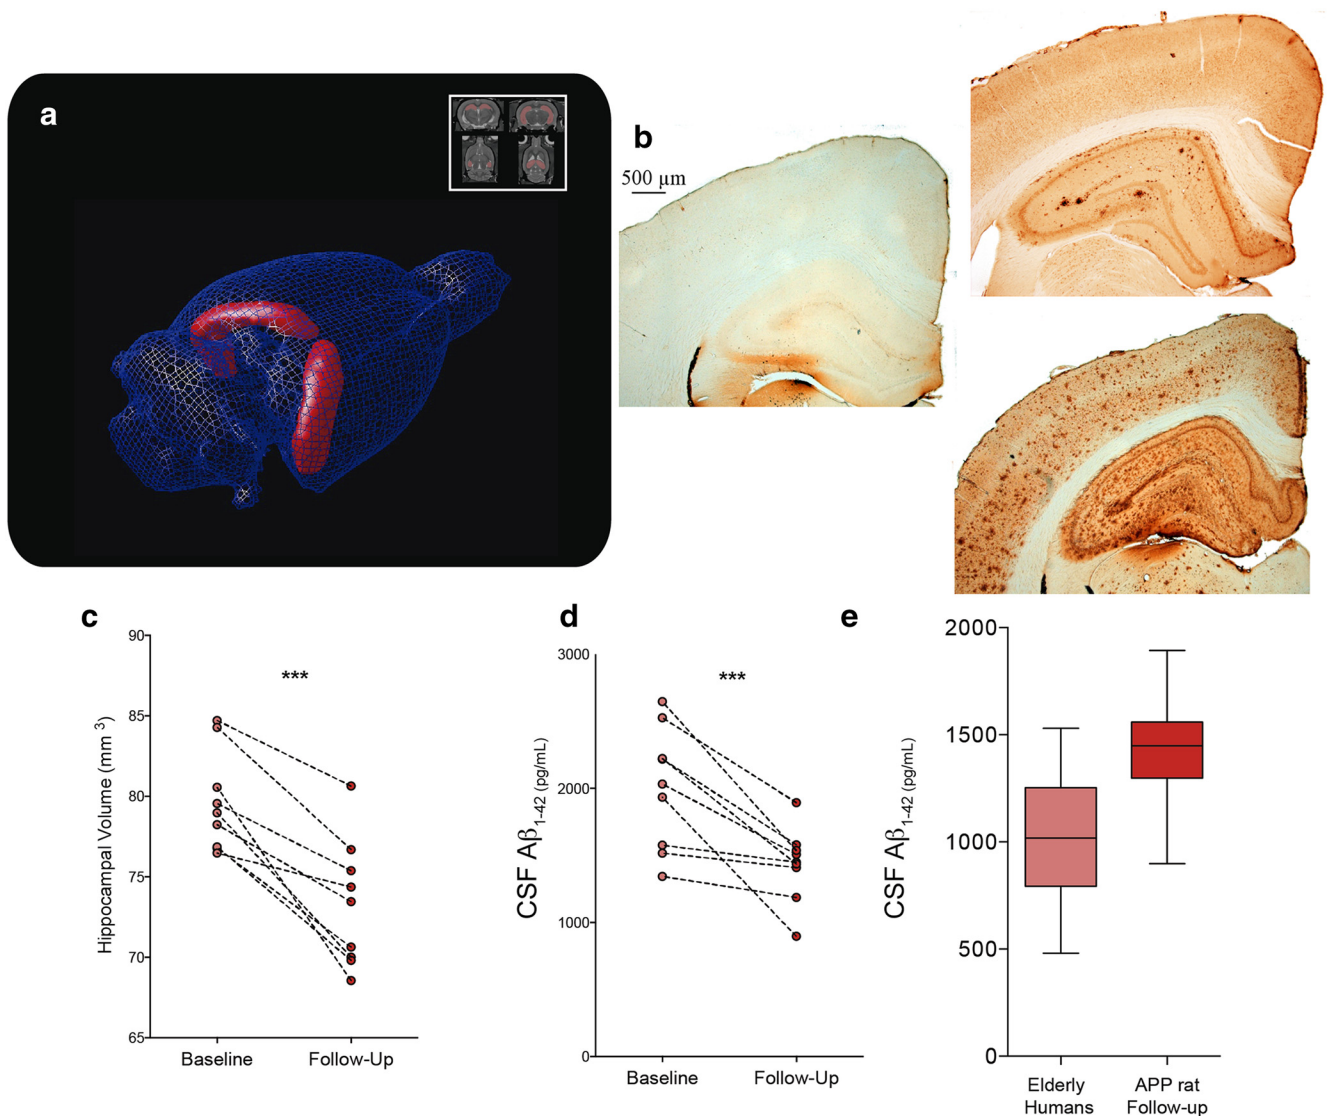 a
b
500 μm
c
Hippocampal Volume (mm 3)
90
85
80
75
70
65
***
Baseline
Follow-Up
d
CSF Aβ1-42 (pg/mL)
3000
2000
1000
0
***
Baseline
Follow-Up
e
CSF Aβ1-42 (pg/mL)
2000
1500
1000
500
0
Elderly
Humans
APP rat
Follow-up